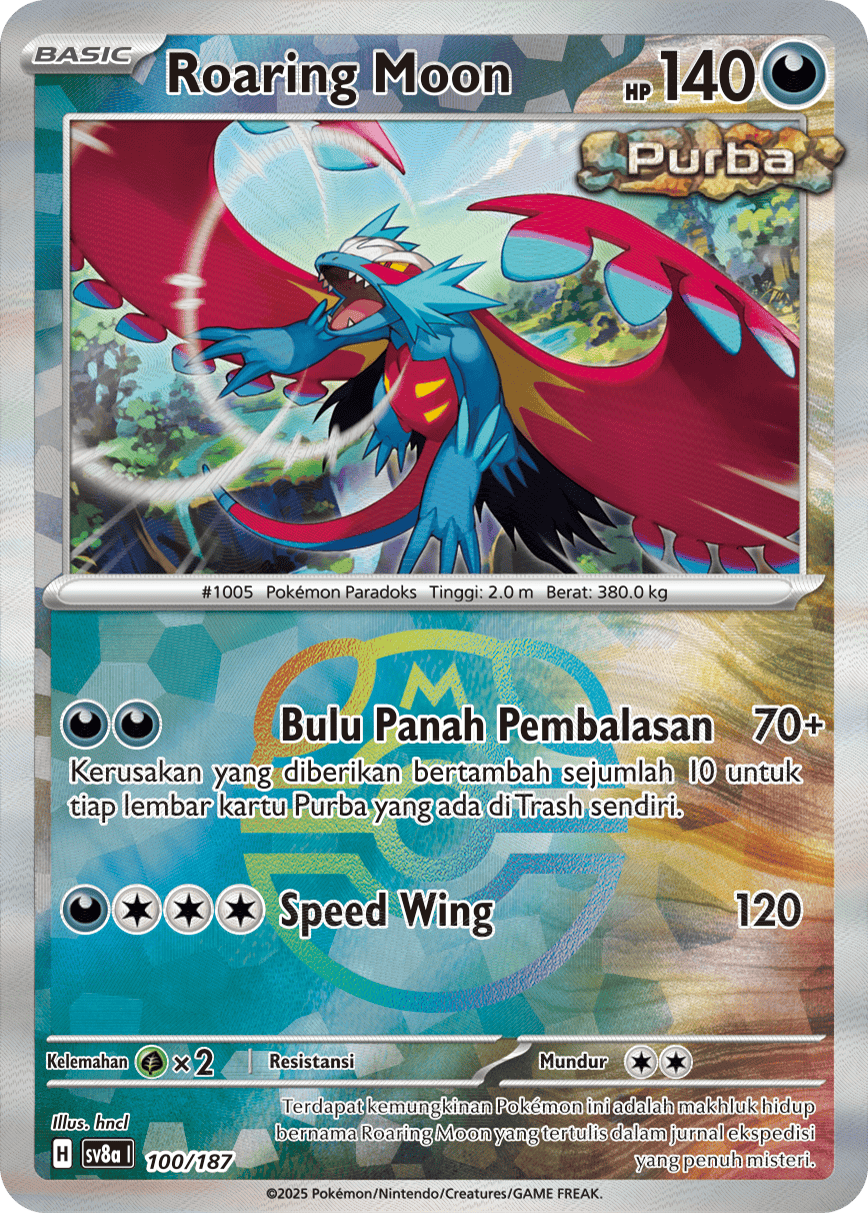 BASIC
Roaring Moon
HP 140
Purba
#1005 Pokémon Paradoks Tinggi: 2.0 m Berat: 380.0 kg
M
Bulu Panah Pembalasan 70+
Kerusakan yang diberikan bertambah sejumlah 10 untuk
tiap lembar kartu Purba yang ada di Trash sendiri.
Speed Wing 120
Kelemahan ×2 Resistansi Mundur
Illus. hncl
Terdapat kemungkinan Pokémon ini adalah makhluk hidup
bernama Roaring Moon yang tertulis dalam jurnal ekspedisi
yang penuh misteri.
H sv8a I 100/187
©2025 Pokémon/Nintendo/Creatures/GAME FREAK.